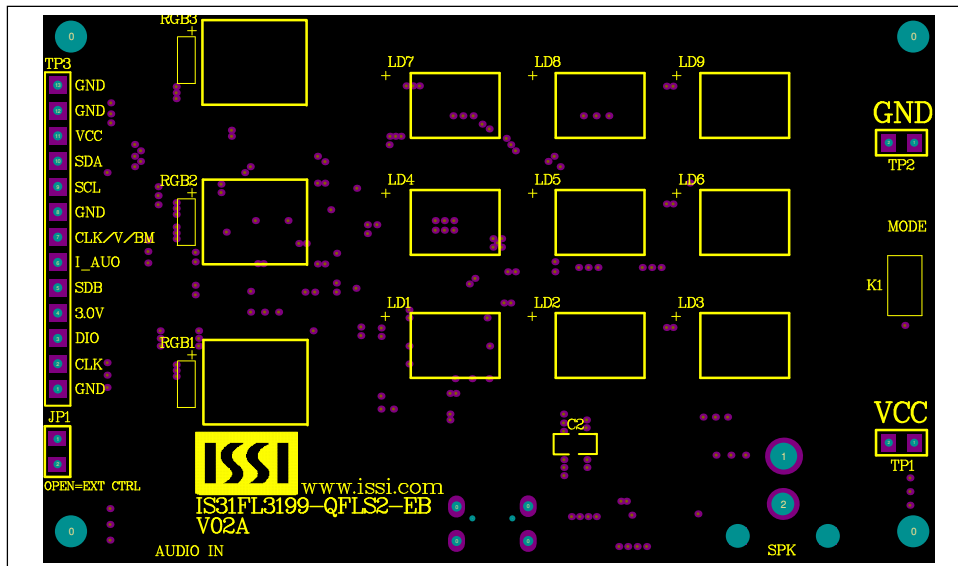 RGB3
+
TP3
GND
GND
VCC
SDA
SCL
GND
CLK/V/BM
I_AUO
SDB
3.0V
DIO
CLK
GND
JP1
OPEN=EXT CTRL
RGB2
+
RGB1
+
+ LD7
+ LD8
+ LD9
+ LD4
+ LD5
+ LD6
+ LD1
+ LD2
+ LD3
GND
TP2
MODE
K1
VCC
TP1
C2
1
2
ISSI
www.issi.com
IS31FL3199-QFLS2-EB
V02A
AUDIO IN
SPK